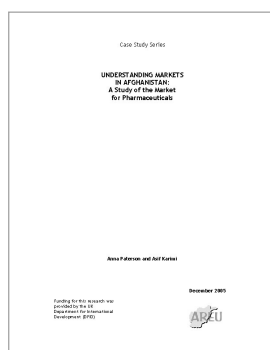 Case Study Series
UNDERSTANDING MARKETS
IN AFGHANISTAN:
A Study of the Market
for Pharmaceuticals
Anna Paterson and Asif Karimi
December 2005
Funding for this research was
provided by the UK
Department for International
Development (DFID)
AREU